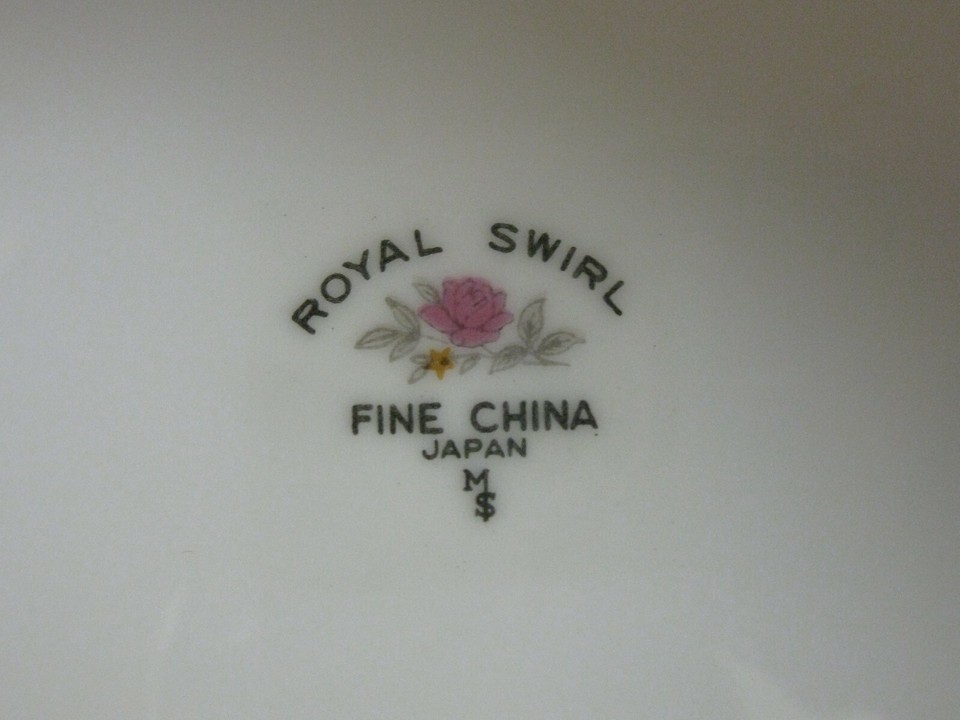 ROYAL SWIRL
FINE CHINA
JAPAN
M
$